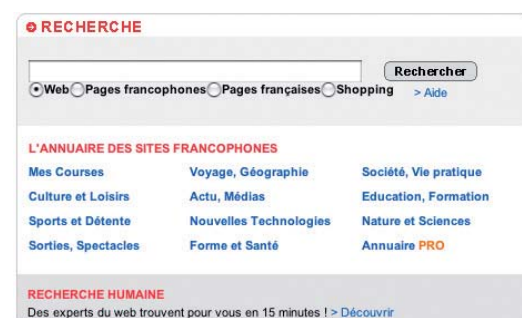 RECHERCHE
Rechercher
Web Pages francophones Pages françaises Shopping > Aide
L'ANNUAIRE DES SITES FRANCOPHONES
Mes Courses Voyage, Géographie Société, Vie pratique
Culture et Loisirs Actu, Médias Education, Formation
Sports et Détente Nouvelles Technologies Nature et Sciences
Sorties, Spectacles Forme et Santé Annuaire PRO
RECHERCHE HUMAINE
Des experts du web trouvent pour vous en 15 minutes ! > Découvrir